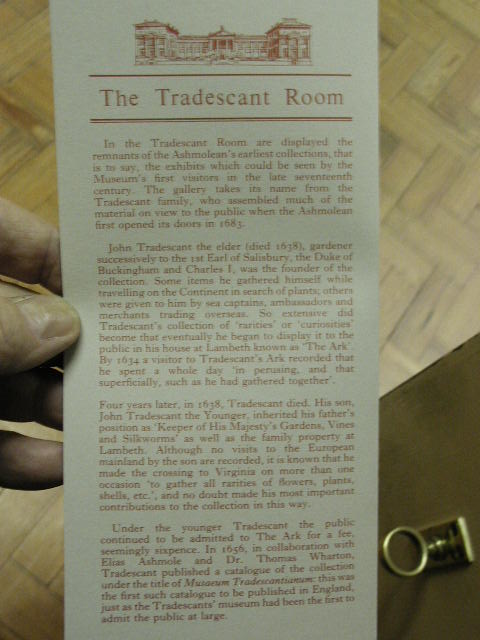 The Tradescant Room
In the Tradescant Room are displayed the
remnants of the Ashmolean's earliest collections, that
is to say, the exhibits which could be seen by the
Museum's first visitors in the late seventeenth
century. The gallery takes its name from the
Tradescant family, who assembled much of the
material on view to the public when the Ashmolean
first opened its doors in 1683.
John Tradescant the elder (died 1638), gardener
successively to the 1st Earl of Salisbury, the Duke of
Buckingham and Charles I, was the founder of the
collection. Some items he gathered himself while
travelling on the Continent in search of plants; others
were given to him by sea captains, ambassadors and
merchants trading overseas. So extensive did
Tradescant's collection of 'rarities' or 'curiosities'
become that eventually he began to display it to the
public in his house at Lambeth known as 'The Ark'.
By 1634 a visitor to Tradescant's Ark recorded that
he spent a whole day 'in perusing, and that
superficially, such as he had gathered together'.
Four years later, in 1638, Tradescant died. His son,
John Tradescant the Younger, inherited his father's
position as 'Keeper of His Majesty's Gardens, Vines
and Silkworms' as well as the family property at
Lambeth. Although no visits to the European
mainland by the son are recorded, it is known that he
made the crossing to Virginia on more than one
occasion 'to gather all rarities of flowers, plants,
shells, etc.', and no doubt made his most important
contributions to the collection in this way.
Under the younger Tradescant the public
continued to be admitted to The Ark for a fee,
seemingly sixpence. In 1656, in collaboration with
Elias Ashmole and Dr. Thomas Wharton,
Tradescant published a catalogue of the collection
under the title of Musaeum Tradescantianum: this was
the first such catalogue to be published in England,
just as the Tradescants' museum had been the first to
admit the public at large.